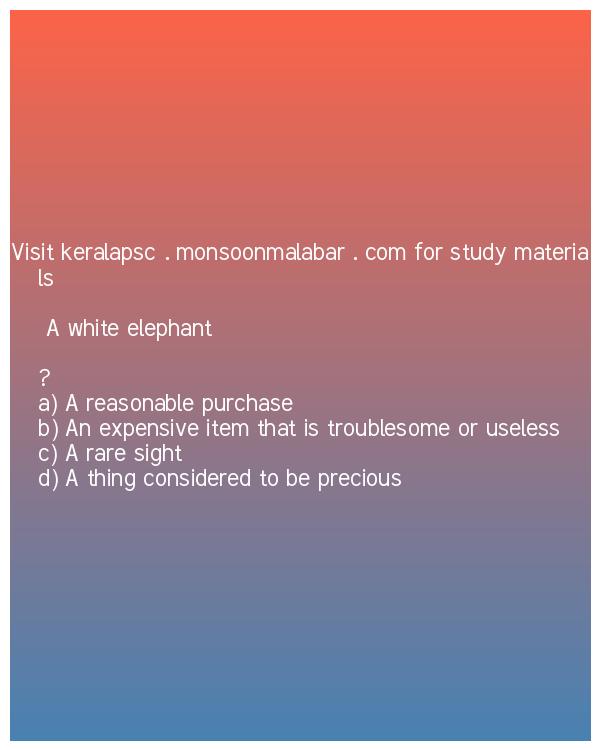 Visit keralapsc . monsoonmalabar . com for study materia
ls
A white elephant
?
a) A reasonable purchase
b) An expensive item that is troublesome or useless
c) A rare sight
d) A thing considered to be precious